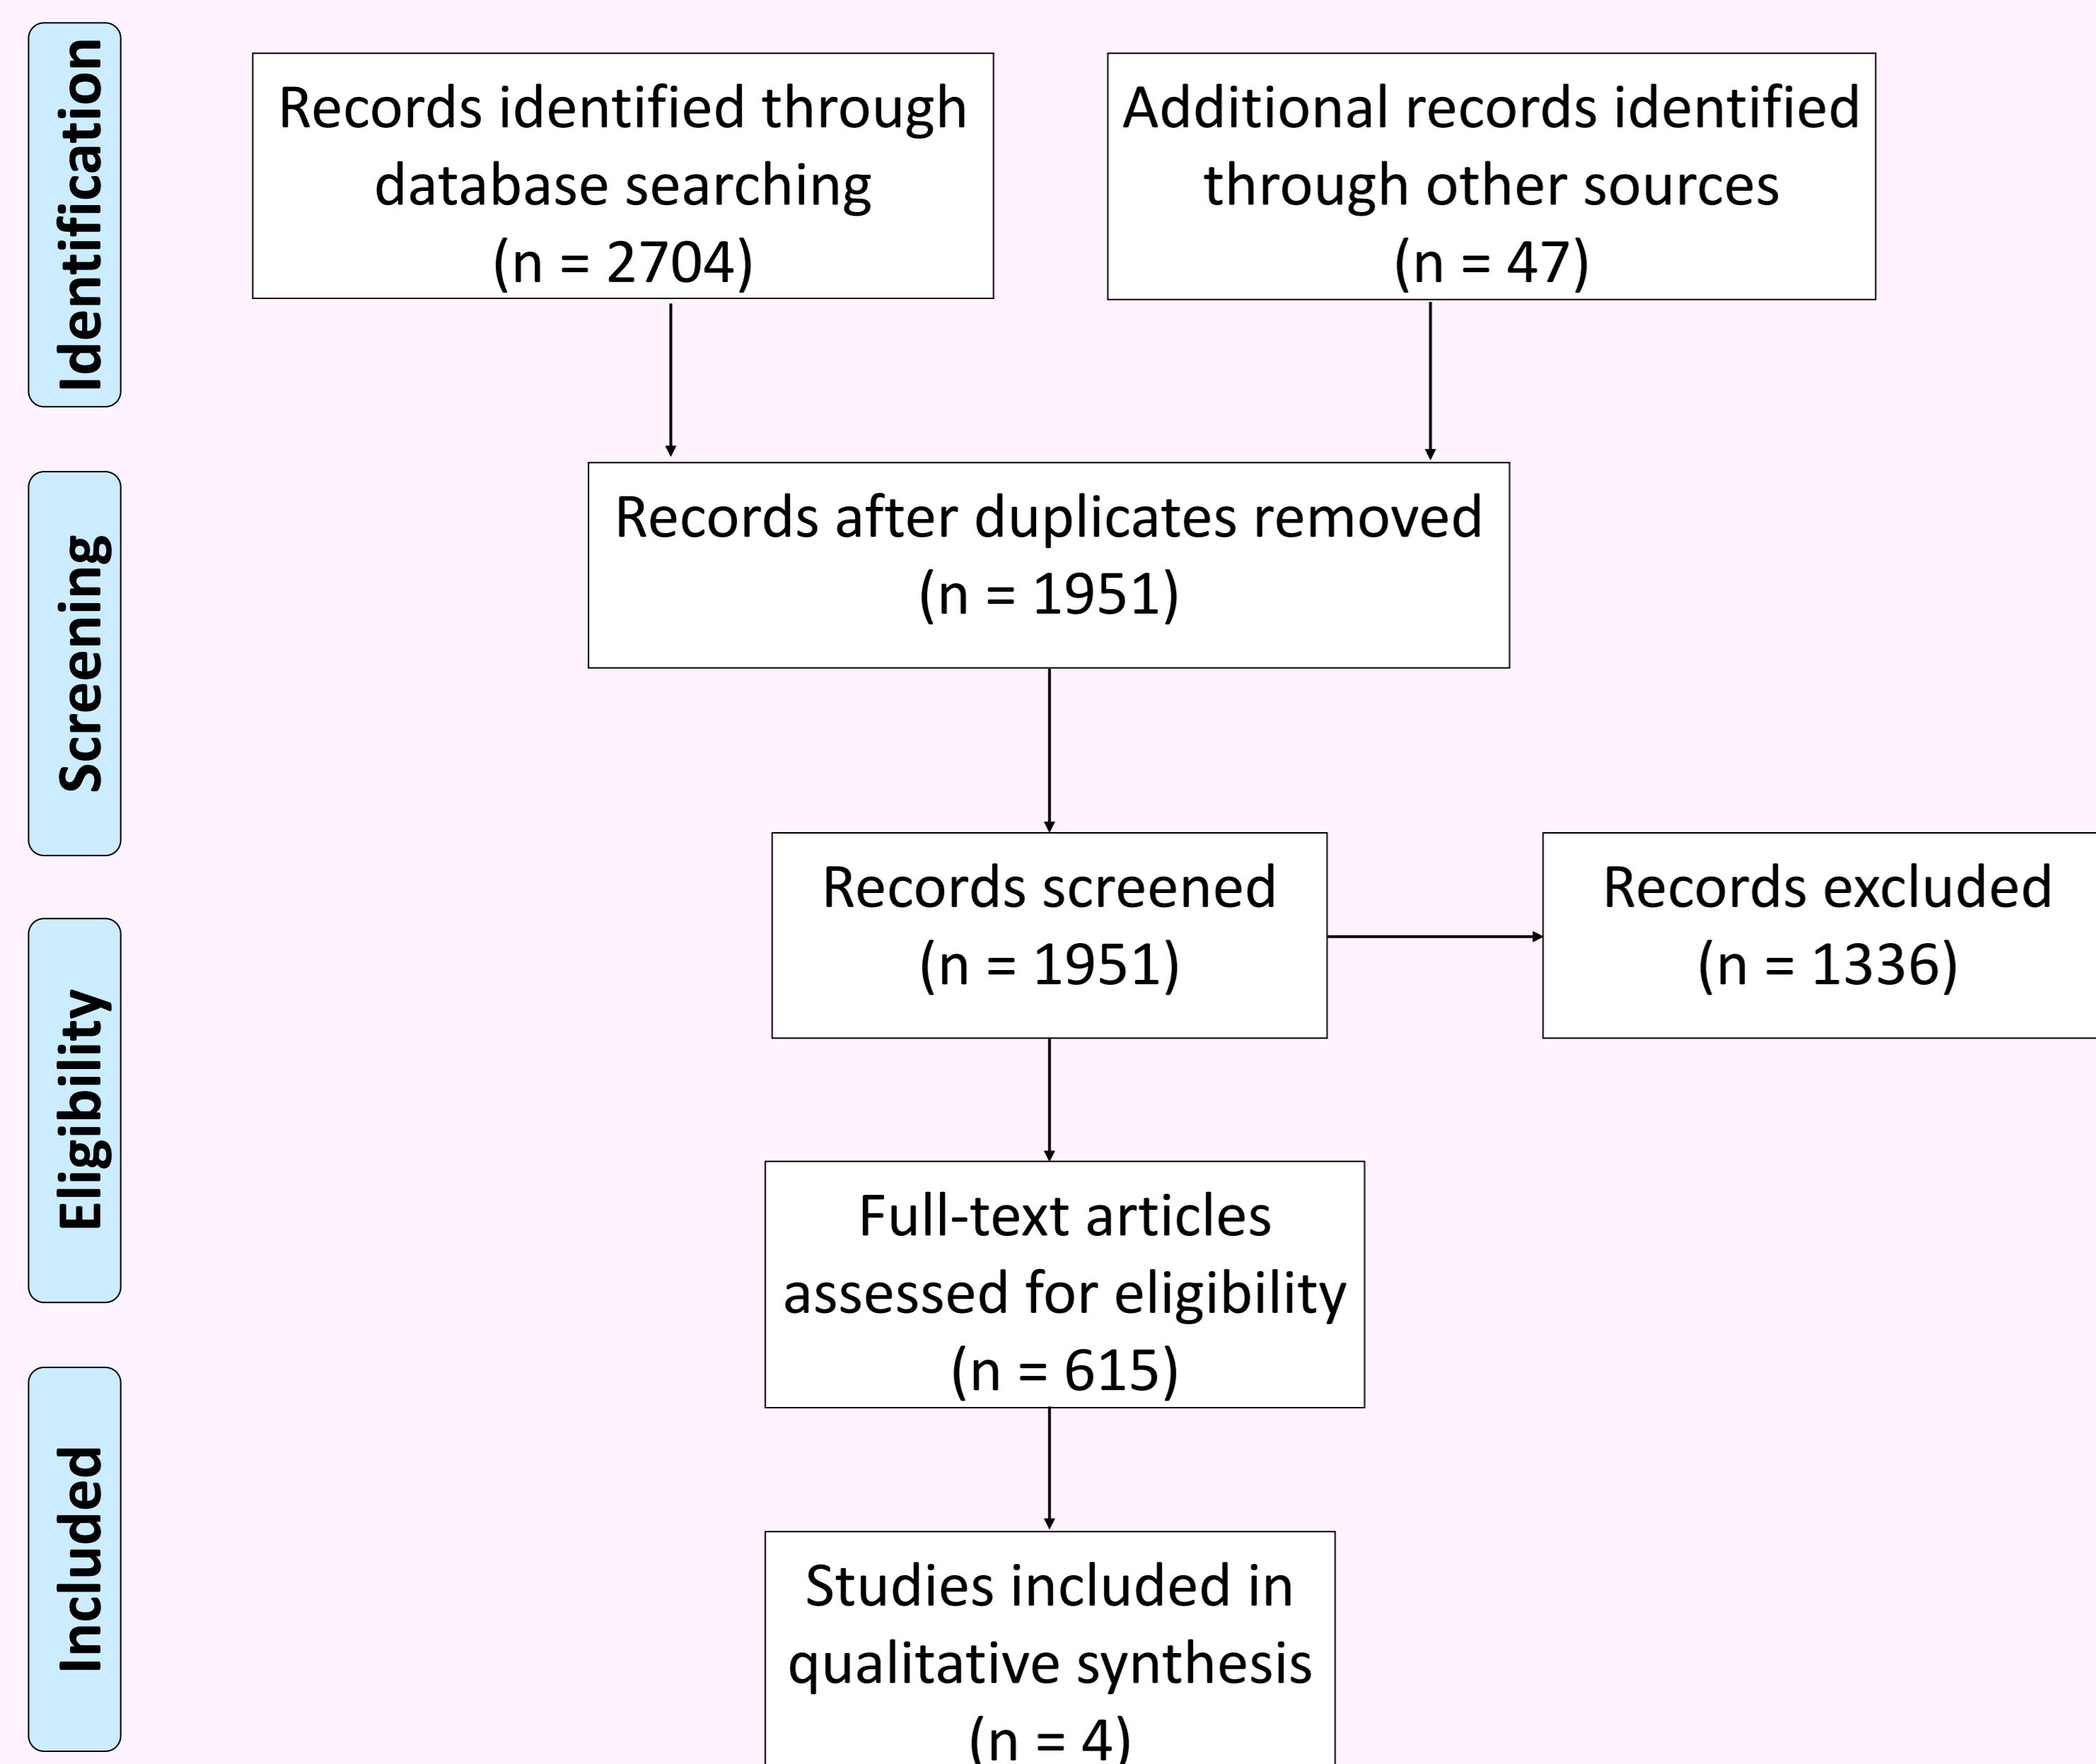 Identification
Records identified through
database searching
(n = 2704)
Additional records identified
through other sources
(n = 47)
Screening
Records after duplicates removed
(n = 1951)
Records screened
(n = 1951)
Records excluded
(n = 1336)
Eligibility
Full-text articles
assessed for eligibility
(n = 615)
Included
Studies included in
qualitative synthesis
(n = 4)